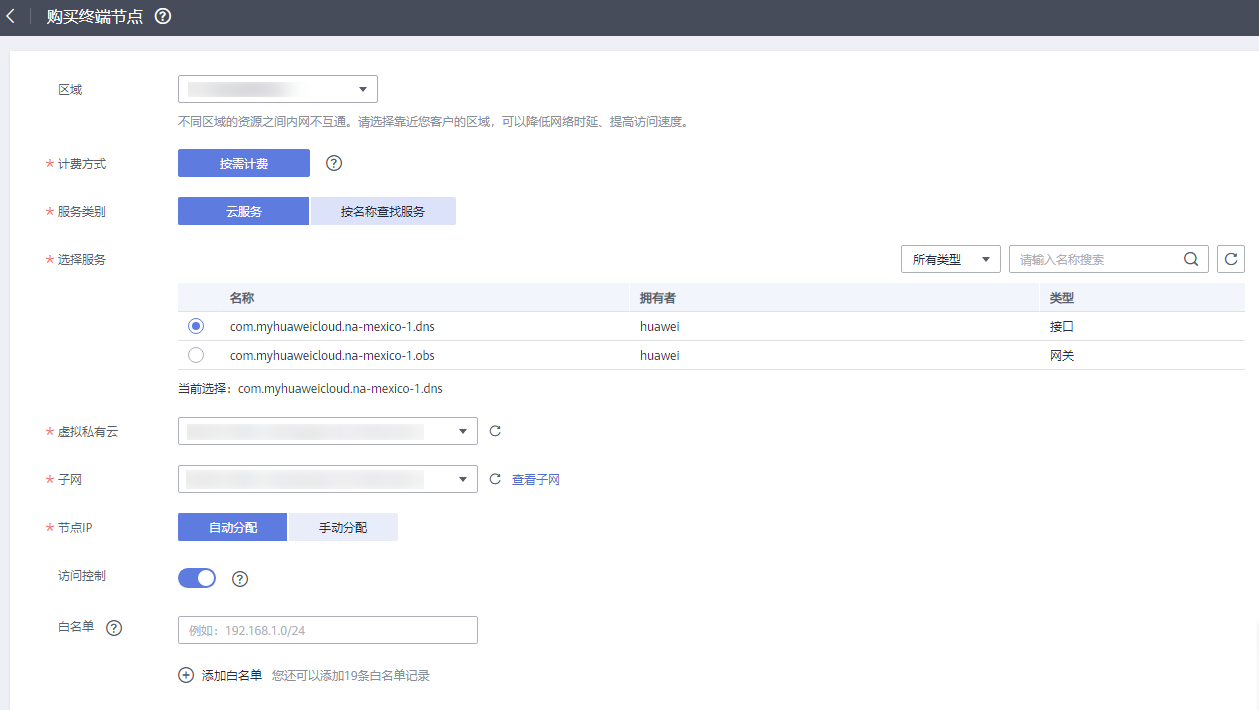 购买终端节点
区域
不同区域的资源之间内网不互通。请选择靠近您客户的区域，可以降低网络时延、提高访问速度。
* 计费方式 按需计费
* 服务类别 云服务 按名称查找服务
* 选择服务 所有类型 请输入名称搜索
名称 拥有者 类型
com.myhuaweicloud.na-mexico-1.dns huawei 接口
com.myhuaweicloud.na-mexico-1.obs huawei 网关
当前选择：com.myhuaweicloud.na-mexico-1.dns
* 虚拟私有云
* 子网 查看子网
* 节点IP 自动分配 手动分配
访问控制
白名单 例如：192.168.1.0/24
添加白名单 您还可以添加19条白名单记录